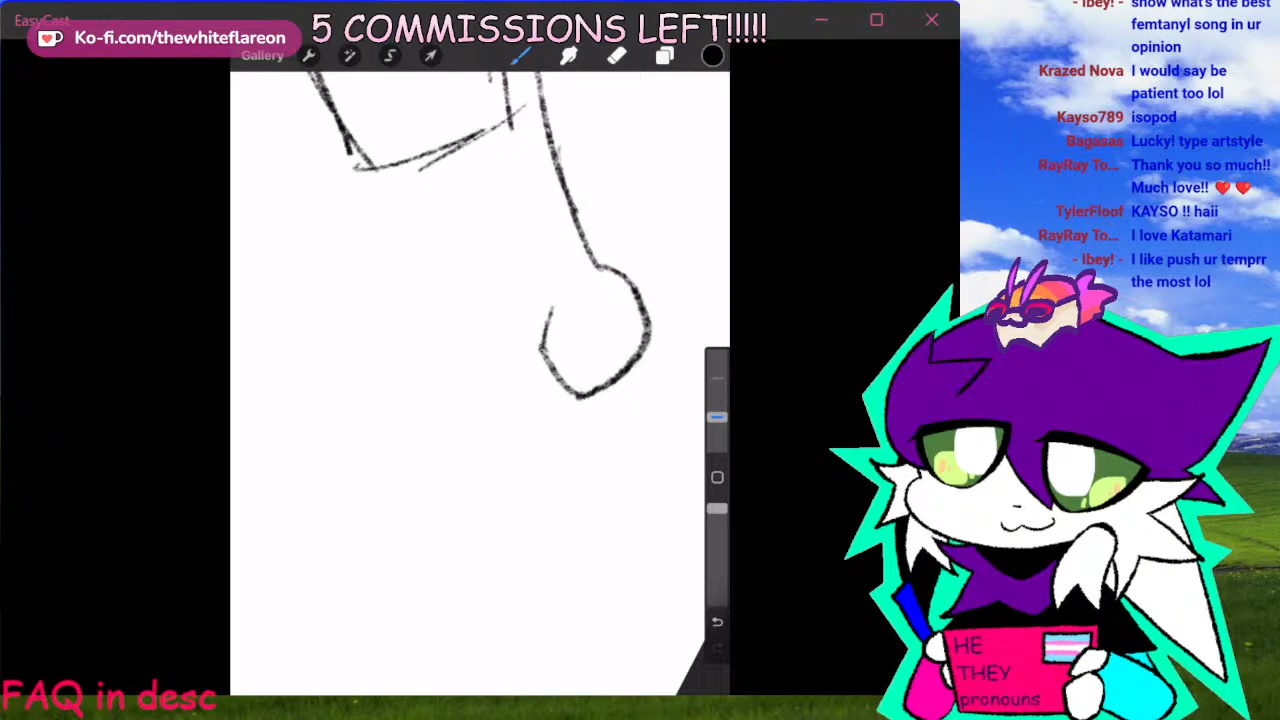 EasyCast
Ko-fi.com/thewhiteflareon
5 COMMISSIONS LEFT!!!!!
Gallery
- Ibey! - show what's the best
femtanyl song in ur
opinion
Krazed Nova I would say be
patient too lol
Kayso789 isopod
Bagusan Lucky! type artstyle
RayRay To... Thank you so much!!
Much love!! ❤️ ❤️
TylerFloof KAYSO !! haii
RayRay To... I love Katamari
- Ibey! - I like push ur temprr
the most lol
HE
THEY
pronouns
FAQ in desc